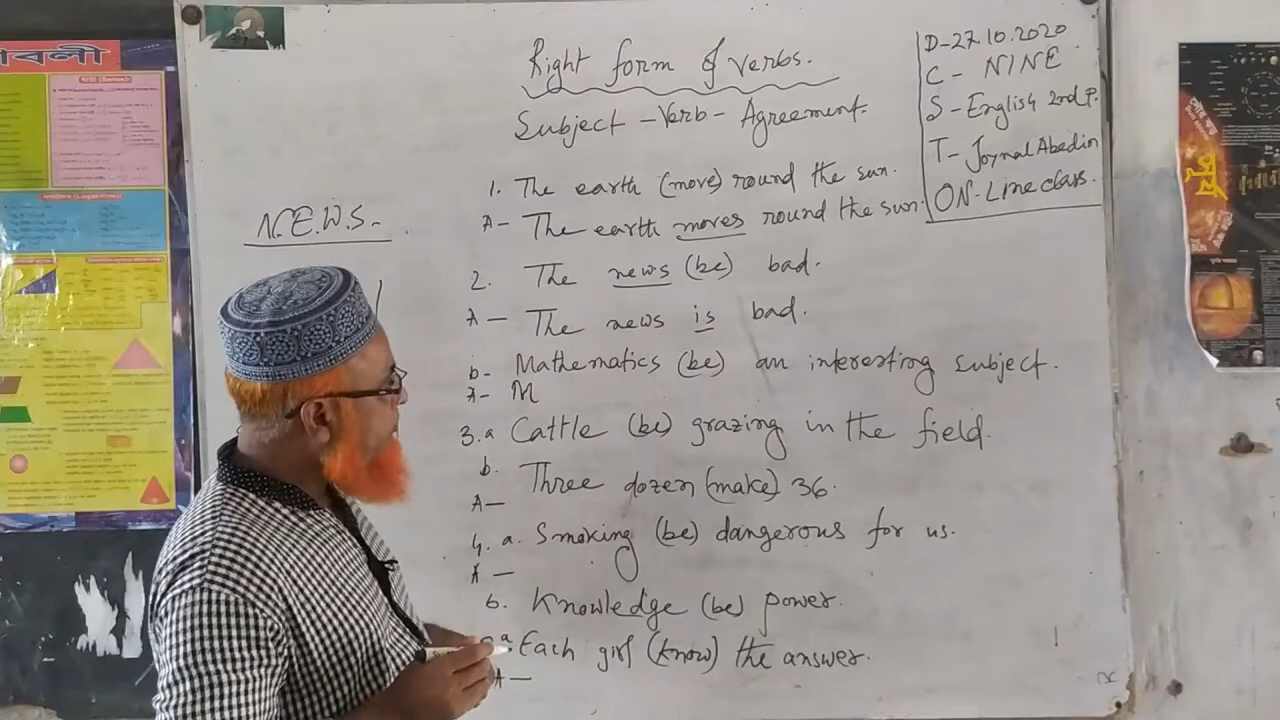 Right form of verbs.
Subject - Verb - Agreement.
D-27.10.2020
C - NINE
S - English 2nd P.
T - Joynal Abedin
ON-Line class.
N.E.W.S.
1. The earth (move) round the sun.
A- The earth moves round the sun.
2. The news (be) bad.
A- The news is bad.
b- Mathematics (be) an interesting subject.
A- M
3.a Cattle (be) grazing in the field.
b. Three dozen (make) 36.
A-
4. a. Smoking (be) dangerous for us.
A-
b. Knowledge (be) power.
a. Each girl (know) the answer.
A-